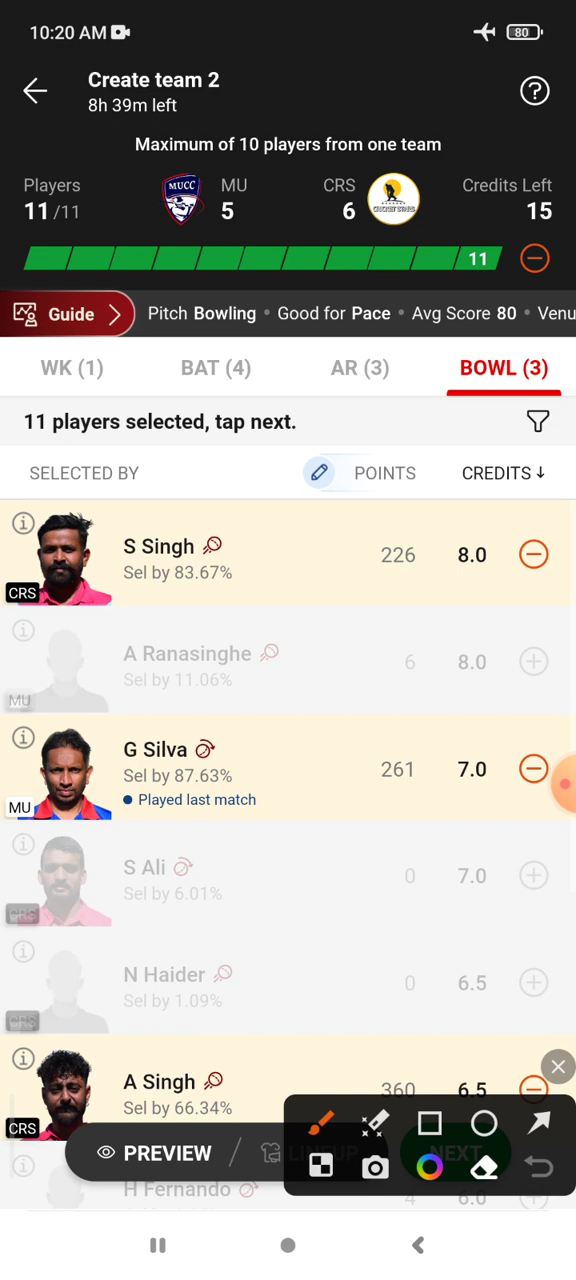 10:20 AM 80
Create team 2
8h 39m left
Maximum of 10 players from one team
Players MU CRS Credits Left
11/11 MUCC 5 6 15
11
Guide Pitch Bowling • Good for Pace • Avg Score 80 • Venu
WK (1) BAT (4) AR (3) BOWL (3)
11 players selected, tap next.
SELECTED BY POINTS CREDITS↓
S Singh 226 8.0
Sel by 83.67%
CRS
A Ranasinghe 6 8.0
Sel by 11.06%
MU
G Silva 261 7.0
Sel by 87.63%
MU • Played last match
S Ali 0 7.0
Sel by 6.01%
CRS
N Haider 0 6.5
Sel by 1.09%
CRS
A Singh 360 6.5
Sel by 66.34%
CRS
PREVIEW / LINEUP NEXT
H Fernando 4 6.0